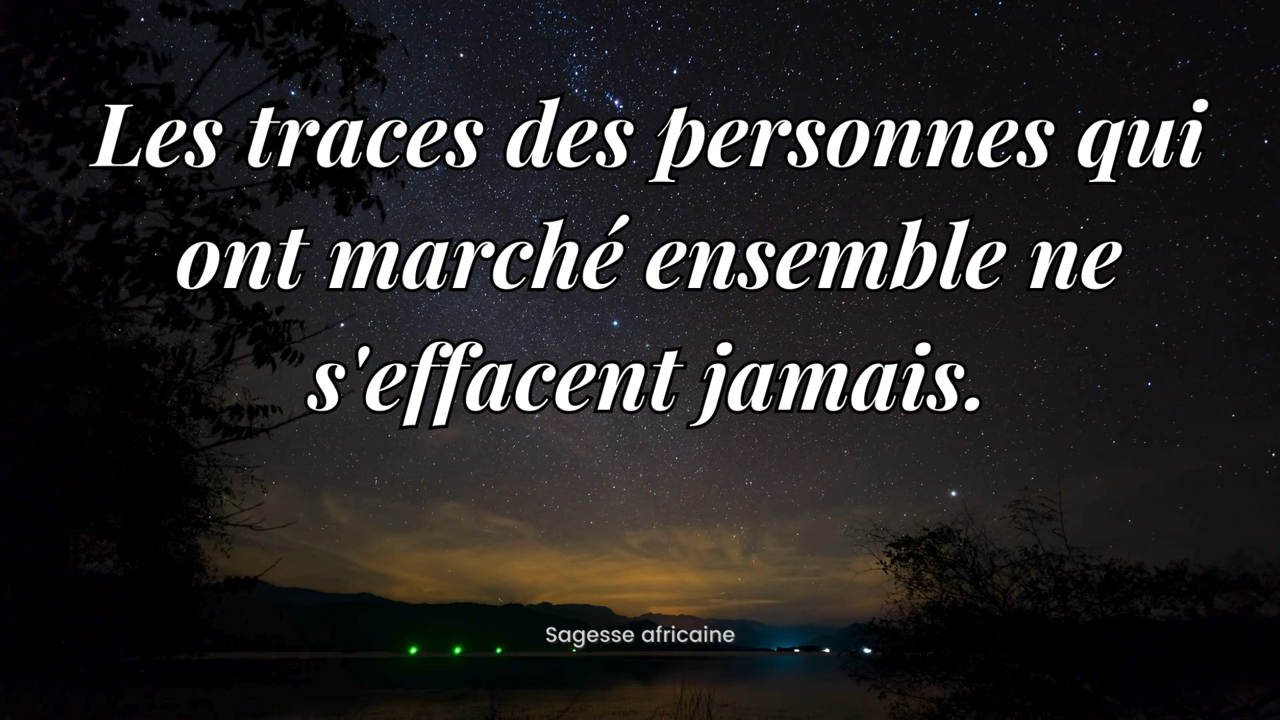 Les traces des personnes qui
ont marché ensemble ne
s'effacent jamais.
Sagesse africaine